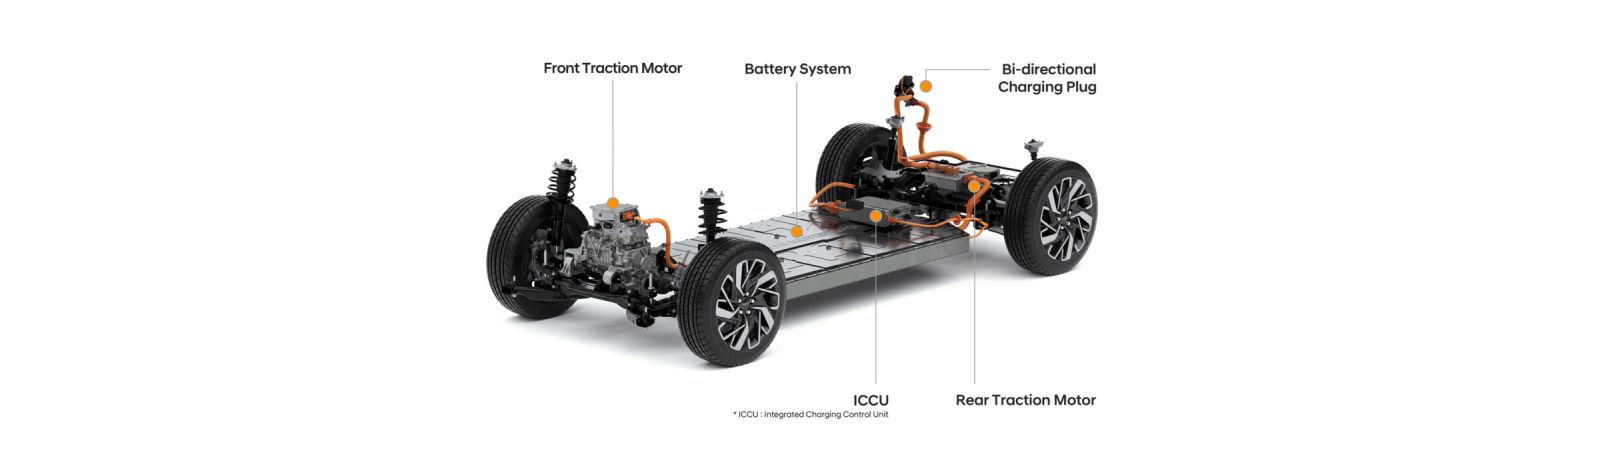 Front Traction Motor
Battery System
Bi-directional
Charging Plug
ICCU
* ICCU : Integrated Charging Control Unit
Rear Traction Motor